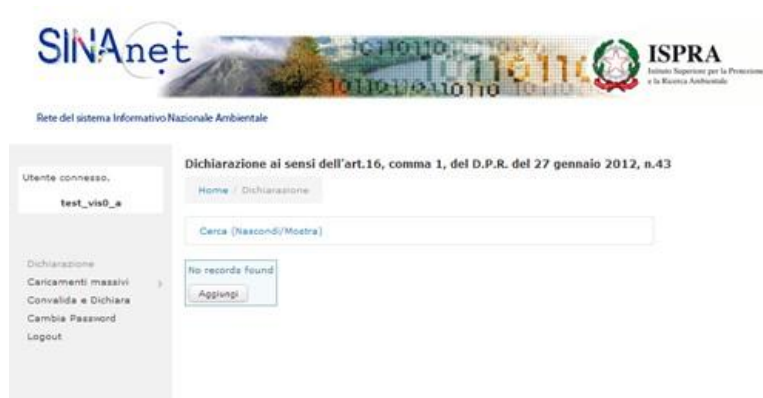 SINAnet
ISPRA
Istituto Superiore per la Protezione
e la Ricerca Ambientale
Rete del sistema Informativo Nazionale Ambientale
Dichiarazione ai sensi dell'art.16, comma 1, del D.P.R. del 27 gennaio 2012, n.43
Utente connesso.
test_vis0_a
Home / Dichiarazione
Cerca (Nascondi/Mostra)
Dichiarazione
Caricamenti massivi
Convalida e Dichiara
Cambia Password
Logout
No records found
Aggiungi